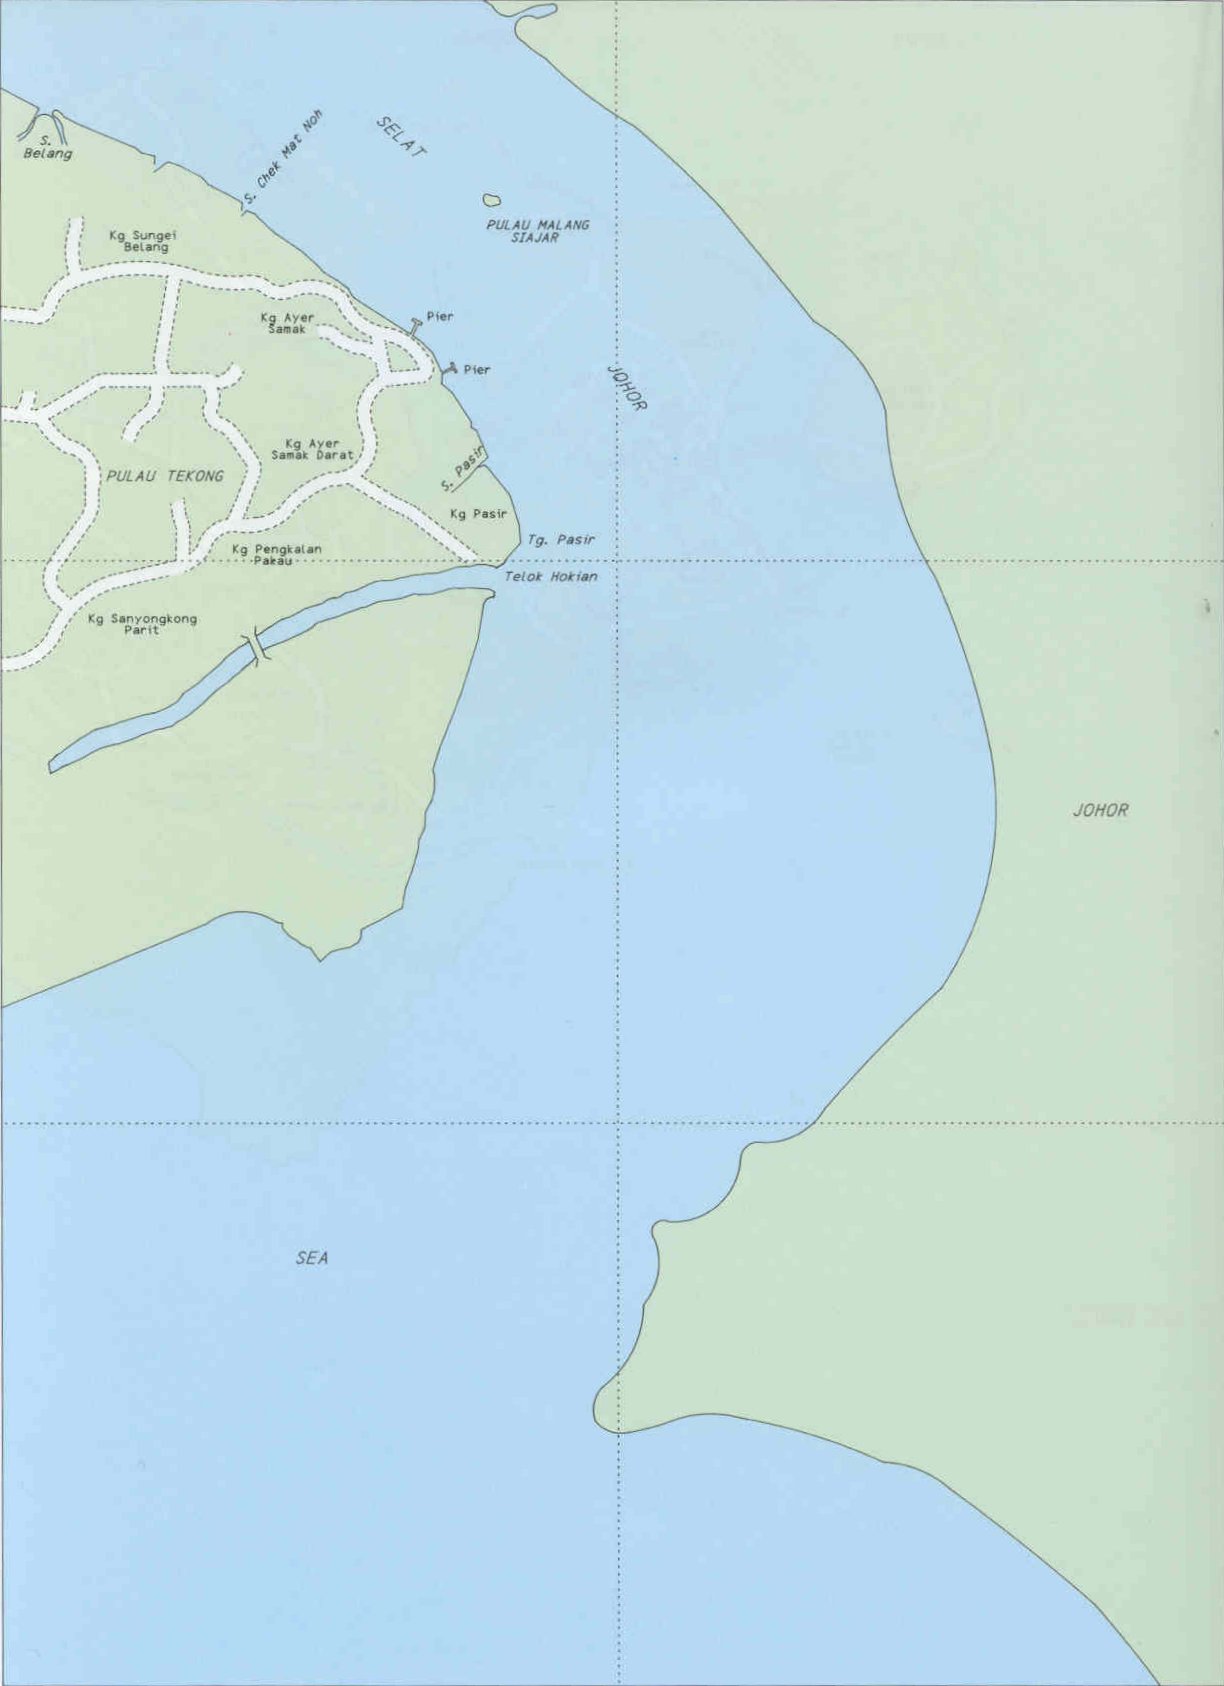 S. Chek Mat Noh
SELAT
S.
Belang
PULAU MALANG
SIAJAR
Kg Sungei
Belang
Kg Ayer
Samak
Pier
Pier
JOHOR
Kg Ayer
Samak Darat
S. Pasir
PULAU TEKONG
Kg Pasir
Tg. Pasir
Kg Pengkalan
Pakau
Telok Hokian
Kg Sanyongkong
Parit
JOHOR
SEA